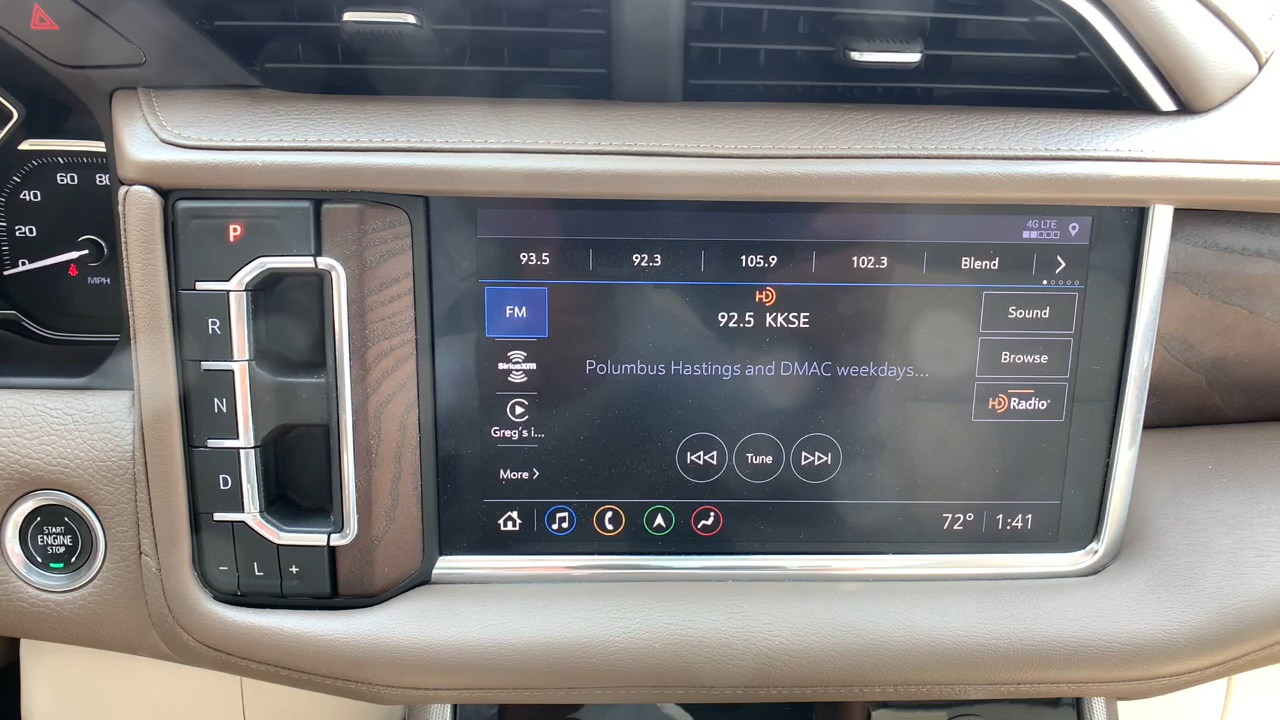 60 80
40
20
0
MPH
START
ENGINE
STOP
P
R
N
D
− L +
4G LTE
93.5 92.3 105.9 102.3 Blend
FM
HD
92.5 KKSE
Sound
SiriusXM
Polumbus Hastings and DMAC weekdays...
Browse
Greg's i...
HD Radio
More
Tune
72° 1:41